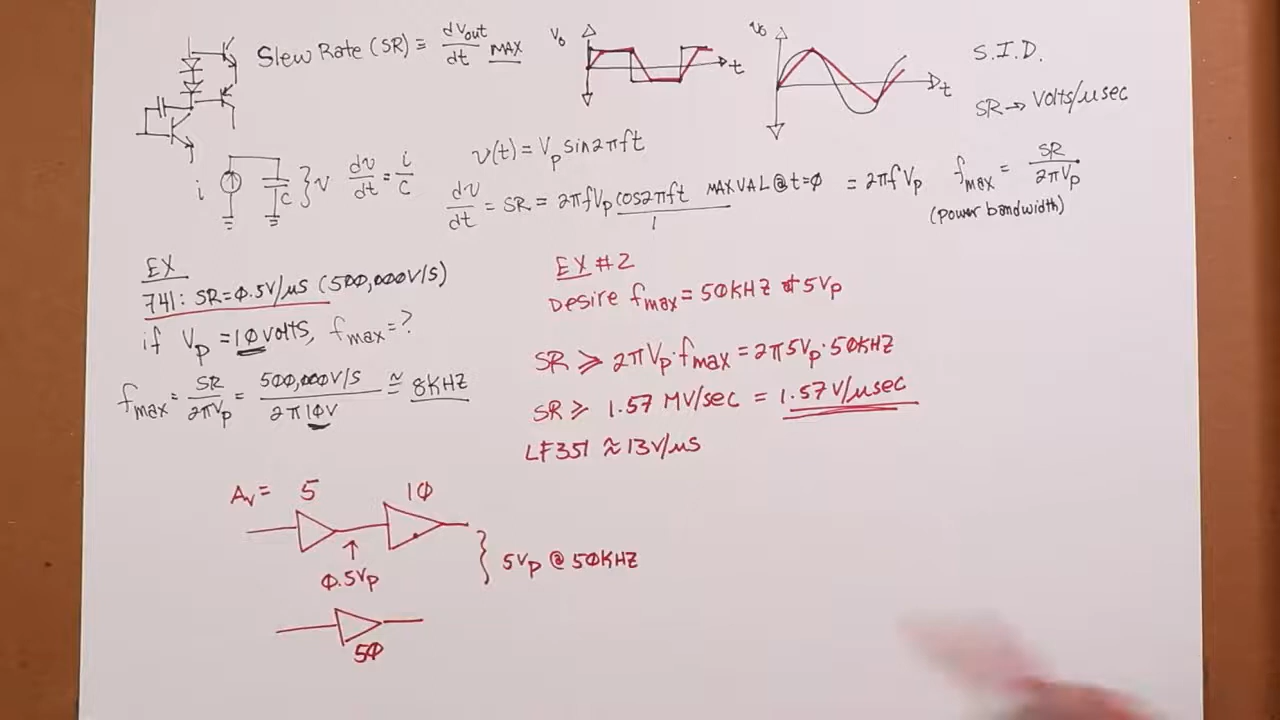 Slew Rate (SR) ≡ dVout/dt MAX
Vo
t
Vo
t
S.I.D.
SR → Volts/μsec
i
C
v
dv/dt = i/C
v(t) = Vp sin2πft
dv/dt = SR = 2πfVp cos2πft MAX VAL @ t=0 = 2πf Vp
1
fmax = SR/2πVp
(power bandwidth)
EX
741: SR=0.5V/μs (500,000V/s)
if Vp = 10 volts, fmax=?
fmax = SR/2πVp = 500,000V/s / 2π10V ≅ 8KHZ
EX #2
DESIRE fmax = 50KHZ at 5Vp
SR ⩾ 2πVp·fmax = 2π5Vp·50KHZ
SR ⩾ 1.57 MV/sec = 1.57 V/μsec
LF351 ≈ 13V/μs
Av = 5 10
0.5Vp
5Vp @ 50KHZ
50